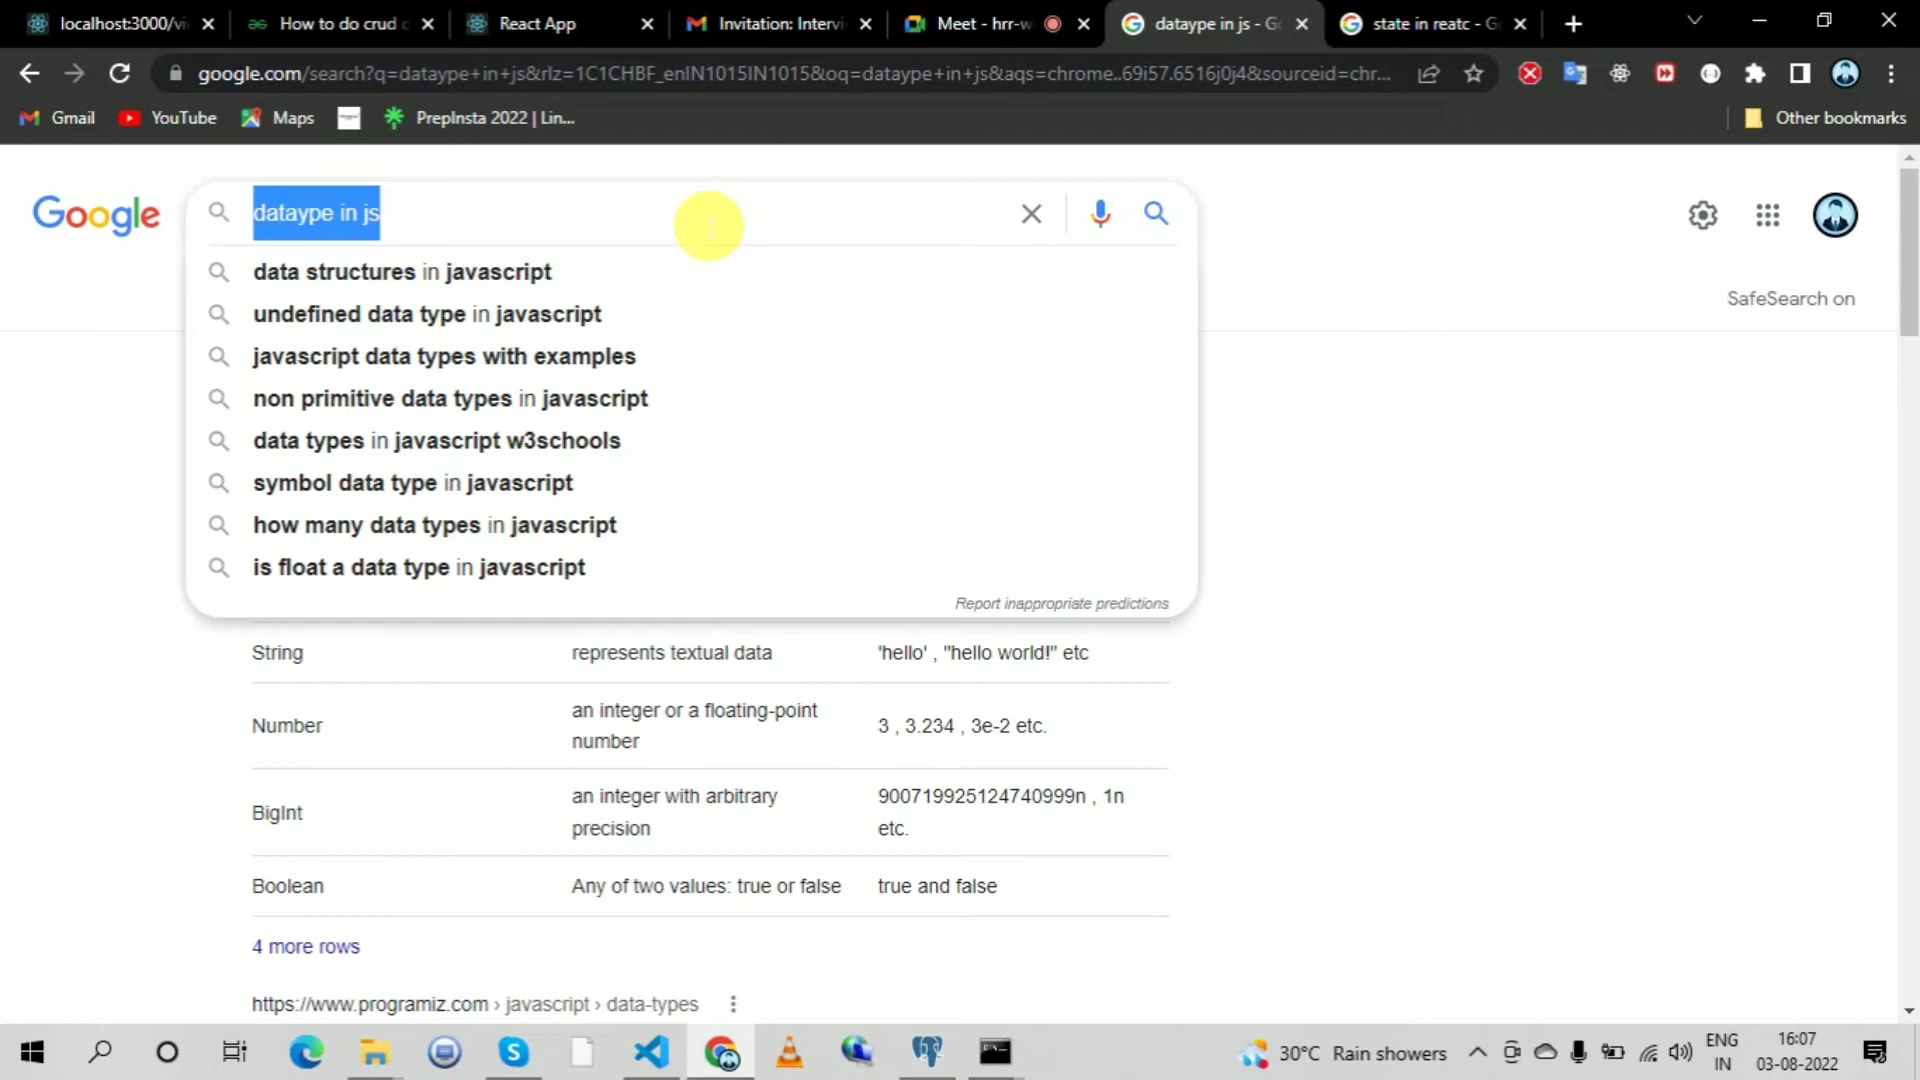 localhost:3000/vi
How to do crud c
React App
Invitation: Intervi
Meet - hrr-w
dataype in js - Go
state in reatc - G
google.com/search?q=dataype+in+js&rlz=1C1CHBF_enIN1015IN1015&oq=dataype+in+js&aqs=chrome..69i57.6516j0j4&sourceid=chr...
Gmail
YouTube
Maps
PrepInsta 2022 | Lin...
Other bookmarks
Google
dataype in js
data structures in javascript
undefined data type in javascript
javascript data types with examples
non primitive data types in javascript
data types in javascript w3schools
symbol data type in javascript
how many data types in javascript
is float a data type in javascript
Report inappropriate predictions
SafeSearch on
String represents textual data 'hello' , "hello world!" etc
Number an integer or a floating-point number 3 , 3.234 , 3e-2 etc.
BigInt an integer with arbitrary precision 900719925124740999n , 1n etc.
Boolean Any of two values: true or false true and false
4 more rows
https://www.programiz.com › javascript › data-types
30°C Rain showers
ENG
IN
16:07
03-08-2022